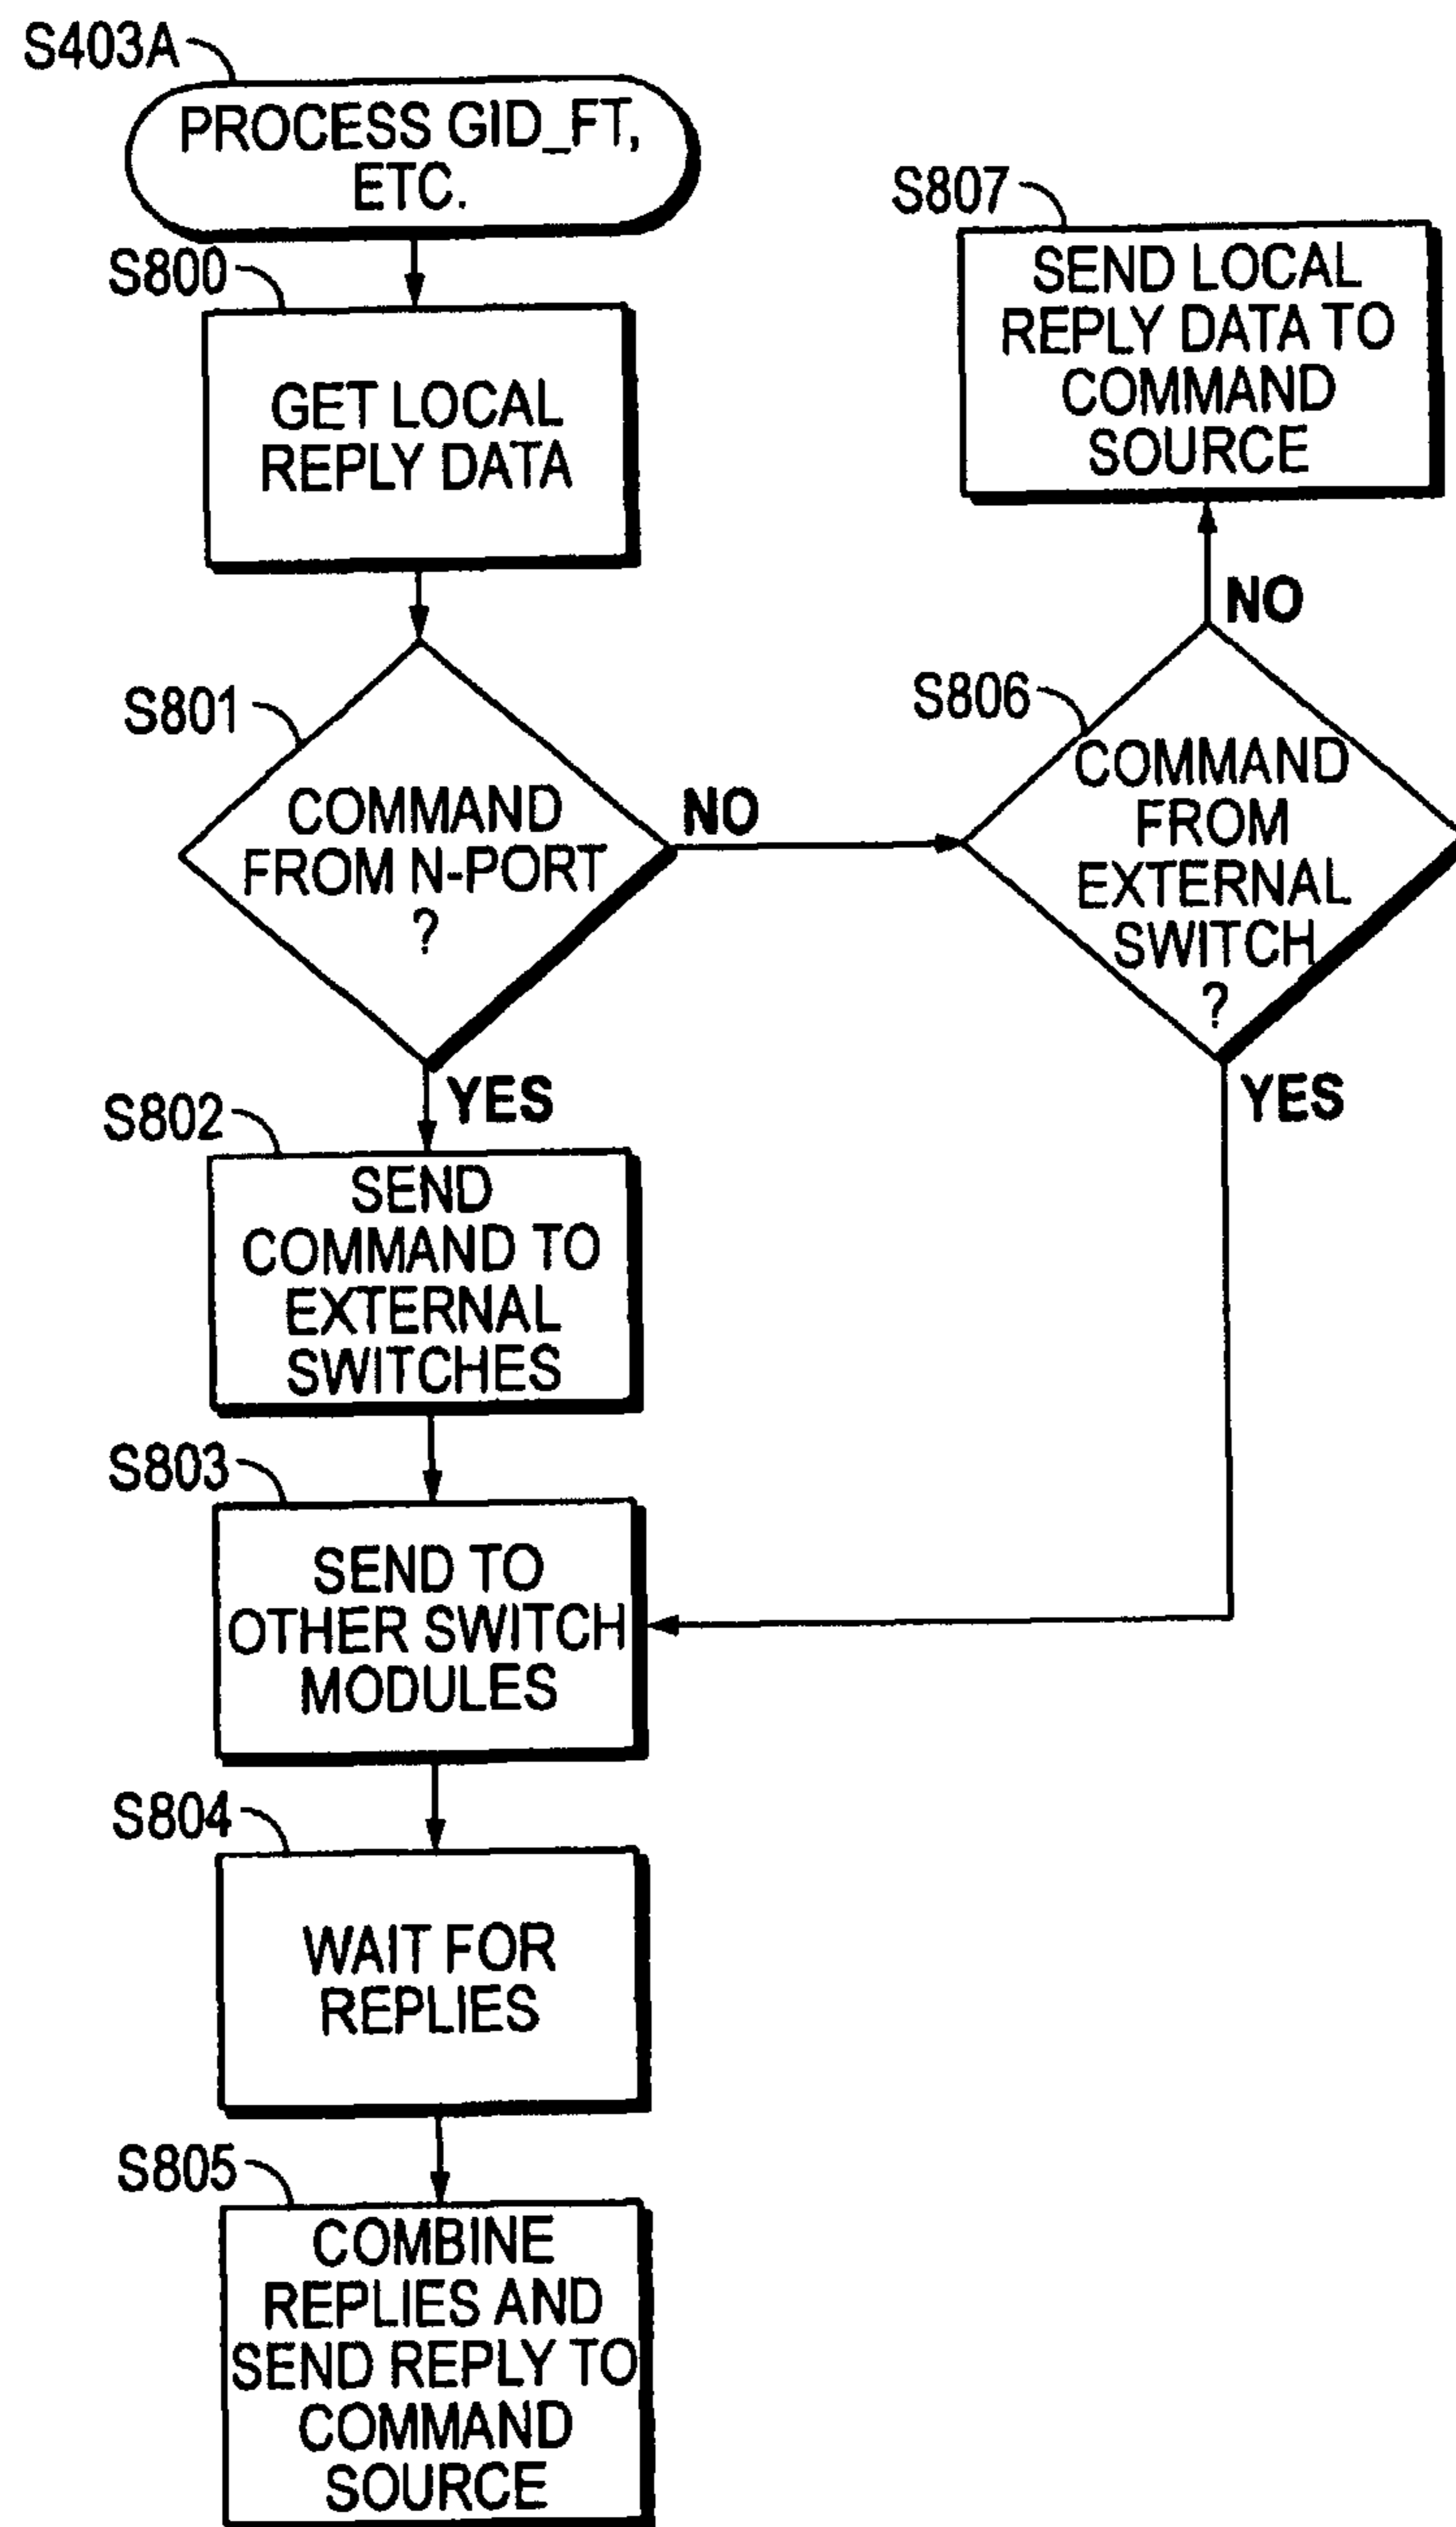 S403A
PROCESS GID_FT,
ETC.
S800
GET LOCAL
REPLY DATA
S801
COMMAND
FROM N-PORT
?
NO
YES
S802
SEND
COMMAND TO
EXTERNAL
SWITCHES
S803
SEND TO
OTHER SWITCH
MODULES
S804
WAIT FOR
REPLIES
S805
COMBINE
REPLIES AND
SEND REPLY TO
COMMAND
SOURCE
S807
SEND LOCAL
REPLY DATA TO
COMMAND
SOURCE
NO
S806
COMMAND
FROM
EXTERNAL
SWITCH
?
YES